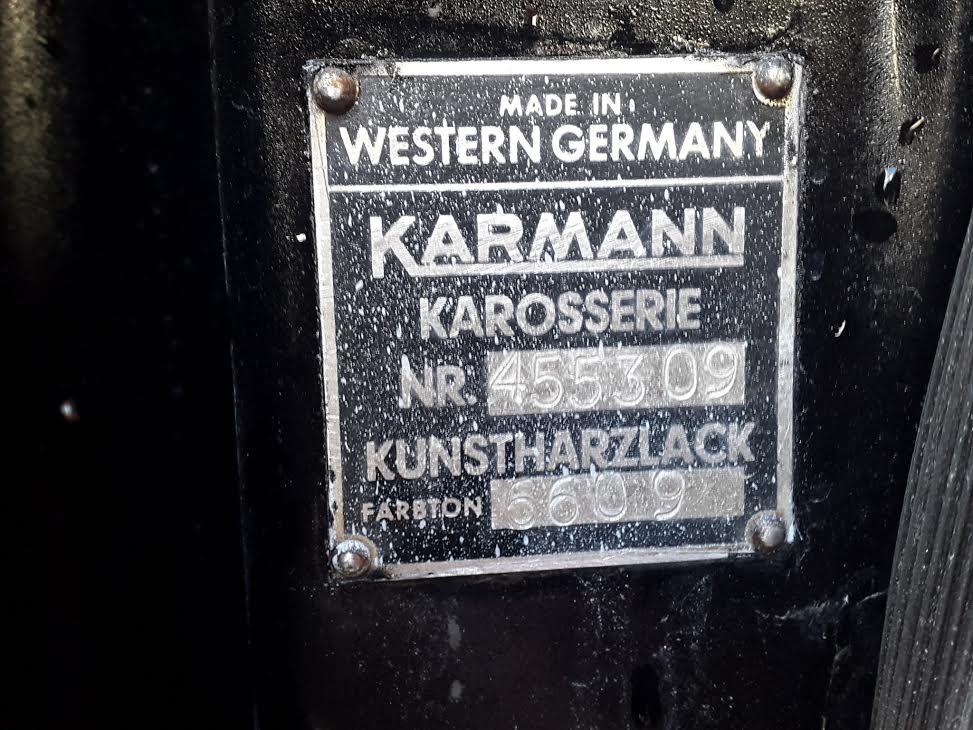 MADE IN
WESTERN GERMANY
KARMANN
KAROSSERIE
NR. 455309
KUNSTHARZLACK
FARBTON 6609